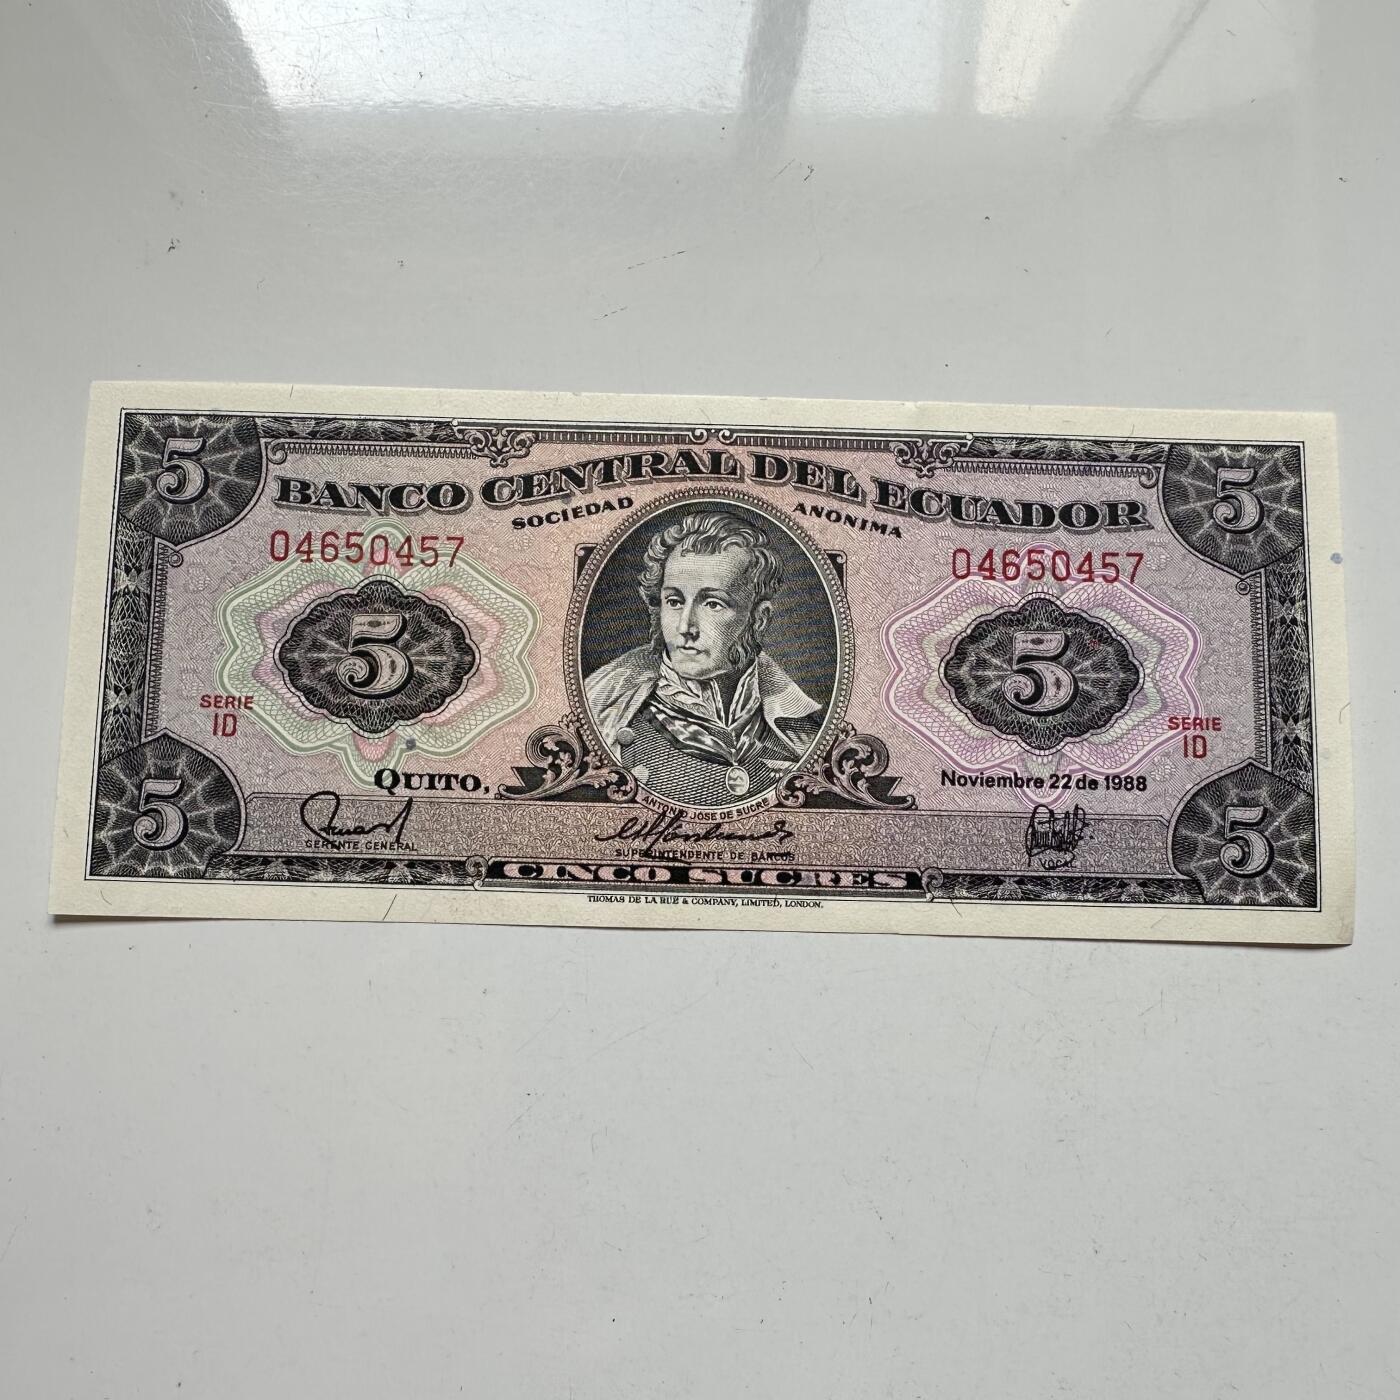 5
5
BANCO CENTRAL DEL ECUADOR
SOCIEDAD ANONIMA
04650457
04650457
5
5
SERIE
ID
SERIE
ID
QUITO,
Noviembre 22 de 1988
ANTONIO JOSE DE SUCRE
GERENTE GENERAL
SUPERINTENDENTE DE BANCOS
VOCAL
5
5
CINCO SUCRES
THOMAS DE LA RUE & COMPANY, LIMITED, LONDON.